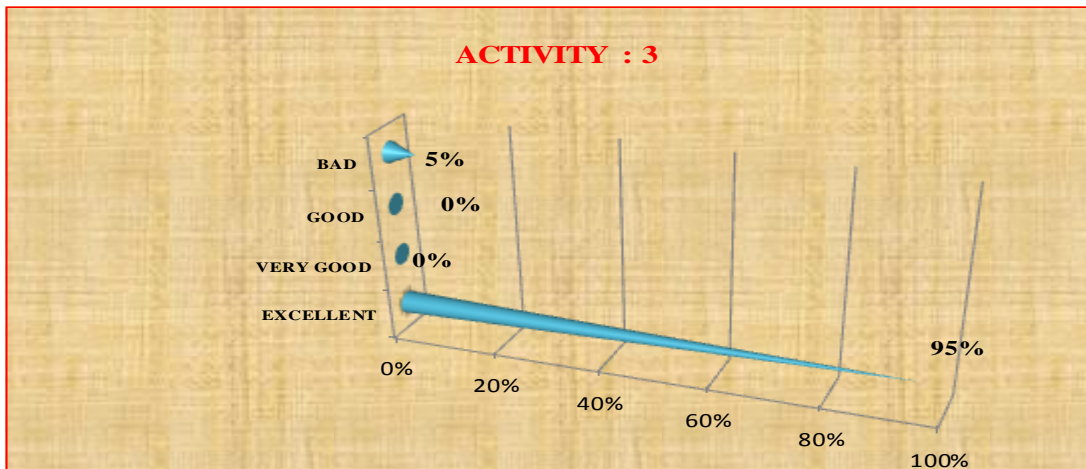 ACTIVITY : 3
BAD
5%
GOOD
0%
VERY GOOD
0%
EXCELLENT
95%
0%
20%
40%
60%
80%
100%